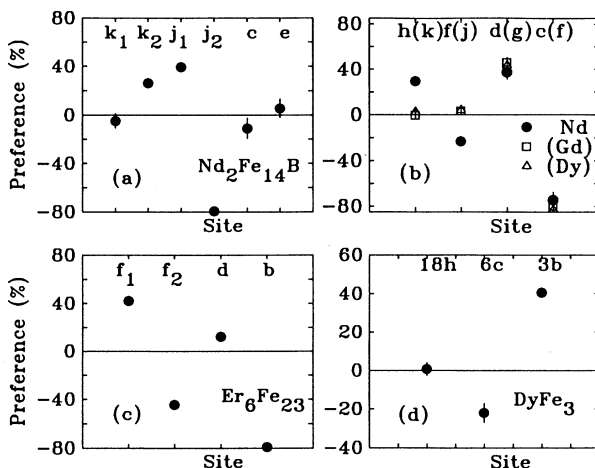 80
40
0
-40
-80
Preference (%)
k1 k2 j1 j2 c e
(a) Nd2Fe14B
Site
80
40
0
-40
-80
h(k) f(j) d(g) c(f)
Nd
(Gd)
(Dy)
(b)
Site
80
40
0
-40
-80
Preference (%)
f1 f2 d b
(c) Er6Fe23
Site
60
40
20
0
-20
-40
18h 6c 3b
(d) DyFe3
Site